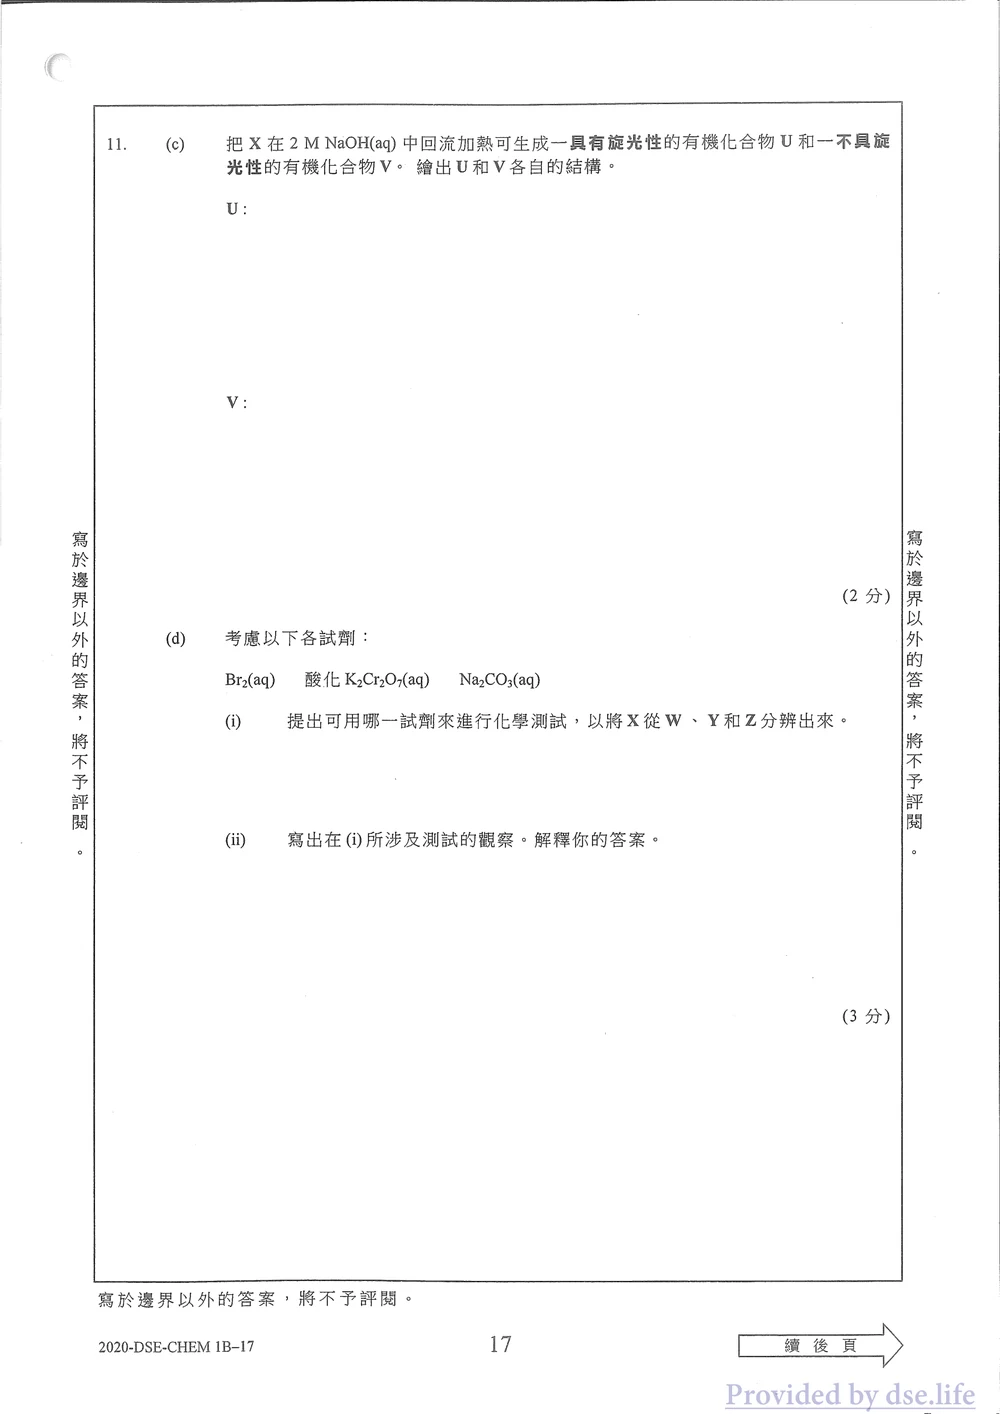 11. (c) 把 X 在 2 M NaOH(aq) 中回流加熱可生成一具有旋光性的有機化合物 U 和一不具旋
光性的有機化合物 V。 繪出 U 和 V 各自的結構。
U :
V :
(2 分)
(d) 考慮以下各試劑：
Br₂(aq) 酸化 K₂Cr₂O₇(aq) Na₂CO₃(aq)
(i) 提出可用哪一試劑來進行化學測試，以將 X 從 W 、 Y 和 Z 分辨出來。
(ii) 寫出在 (i) 所涉及測試的觀察。解釋你的答案。
(3 分)
寫於邊界以外的答案，將不予評閱。
寫於邊界以外的答案，將不予評閱。
寫於邊界以外的答案，將不予評閱。
2020-DSE-CHEM 1B–17
17
續後頁
Provided by dse.life